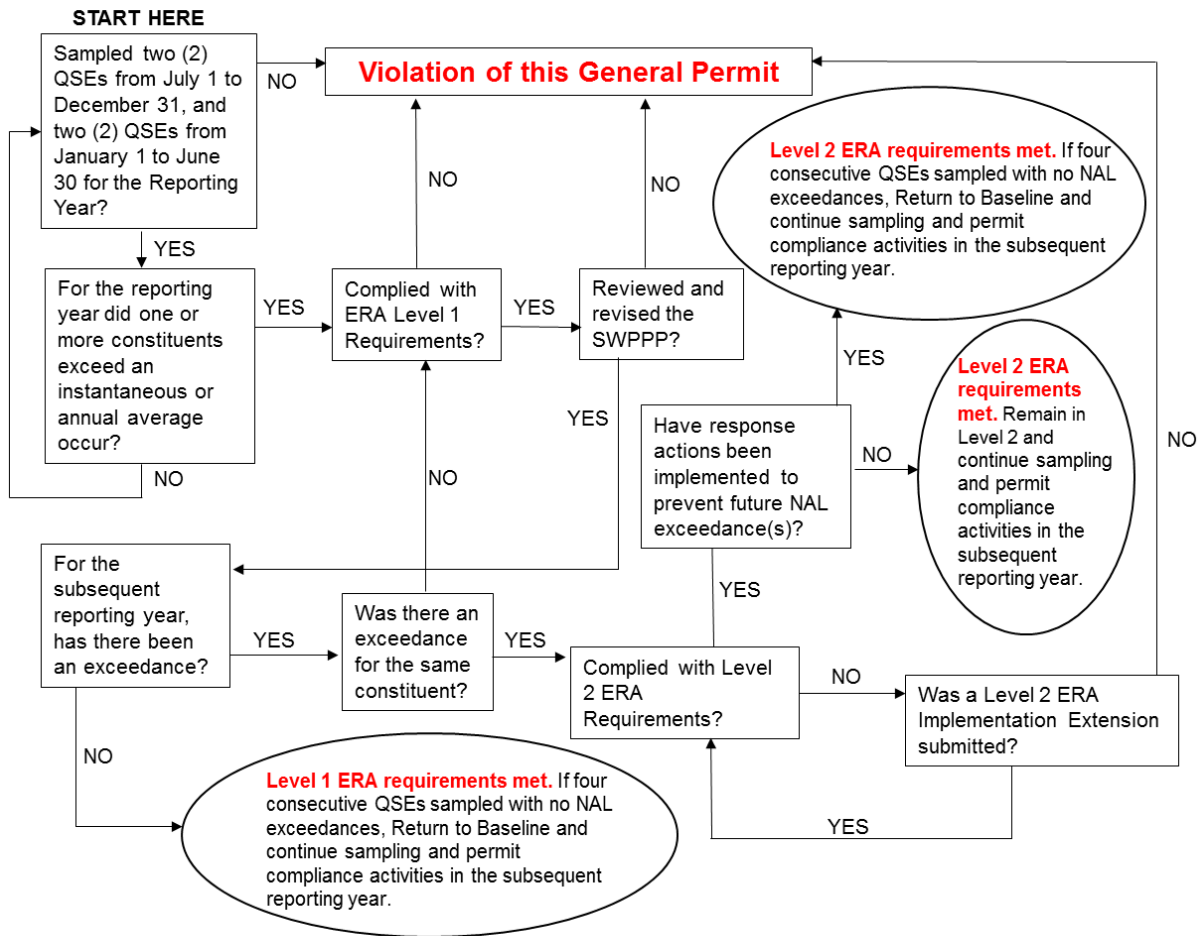 START HERE
Sampled two (2)
QSEs from July 1 to
December 31, and
two (2) QSEs from
January 1 to June
30 for the Reporting
Year?
NO
Violation of this General Permit
YES
For the reporting
year did one or
more constituents
exceed an
instantaneous or
annual average
occur?
NO
YES
Complied with
ERA Level 1
Requirements?
NO
YES
Reviewed and
revised the
SWPPP?
NO
YES
For the
subsequent
reporting year,
has there been
an exceedance?
YES
NO
Was there an
exceedance
for the same
constituent?
NO
YES
Complied with Level
2 ERA
Requirements?
YES
NO
Was a Level 2 ERA
Implementation Extension
submitted?
YES
NO
Have response
actions been
implemented to
prevent future NAL
exceedance(s)?
YES
NO
Level 2 ERA requirements met. If four
consecutive QSEs sampled with no NAL
exceedances, Return to Baseline and
continue sampling and permit
compliance activities in the subsequent
reporting year.
Level 2 ERA
requirements
met. Remain in
Level 2 and
continue sampling
and permit
compliance
activities in the
subsequent
reporting year.
Level 1 ERA requirements met. If four
consecutive QSEs sampled with no NAL
exceedances, Return to Baseline and
continue sampling and permit
compliance activities in the subsequent
reporting year.